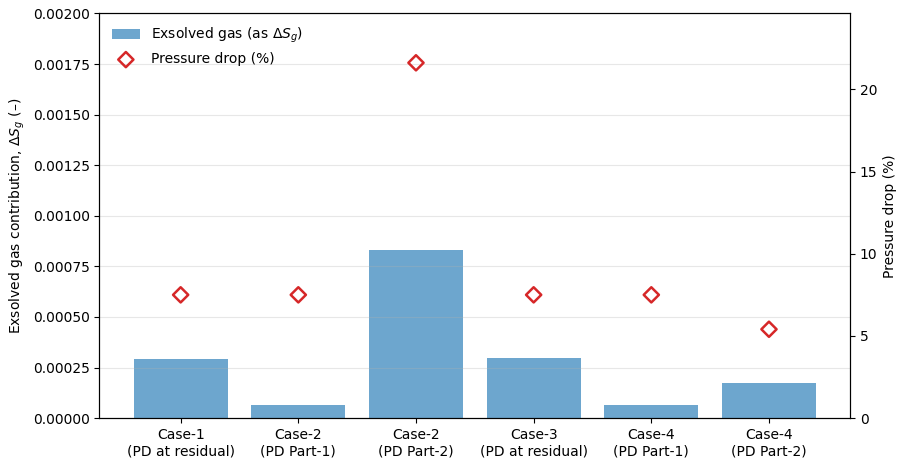 Exsolved gas (as ΔS_g)
Pressure drop (%)
Exsolved gas contribution, ΔS_g (–)
0.00200
0.00175
0.00150
0.00125
0.00100
0.00075
0.00050
0.00025
0.00000
20
15
10
5
0
Pressure drop (%)
Case-1
(PD at residual)
Case-2
(PD Part-1)
Case-2
(PD Part-2)
Case-3
(PD at residual)
Case-4
(PD Part-1)
Case-4
(PD Part-2)